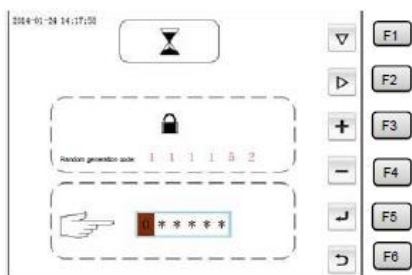 2014-01-24 14:17:53
F1
F2
F3
Random generation code: 1 1 1 1 5 2
F4
0 * * * * *
F5
F6